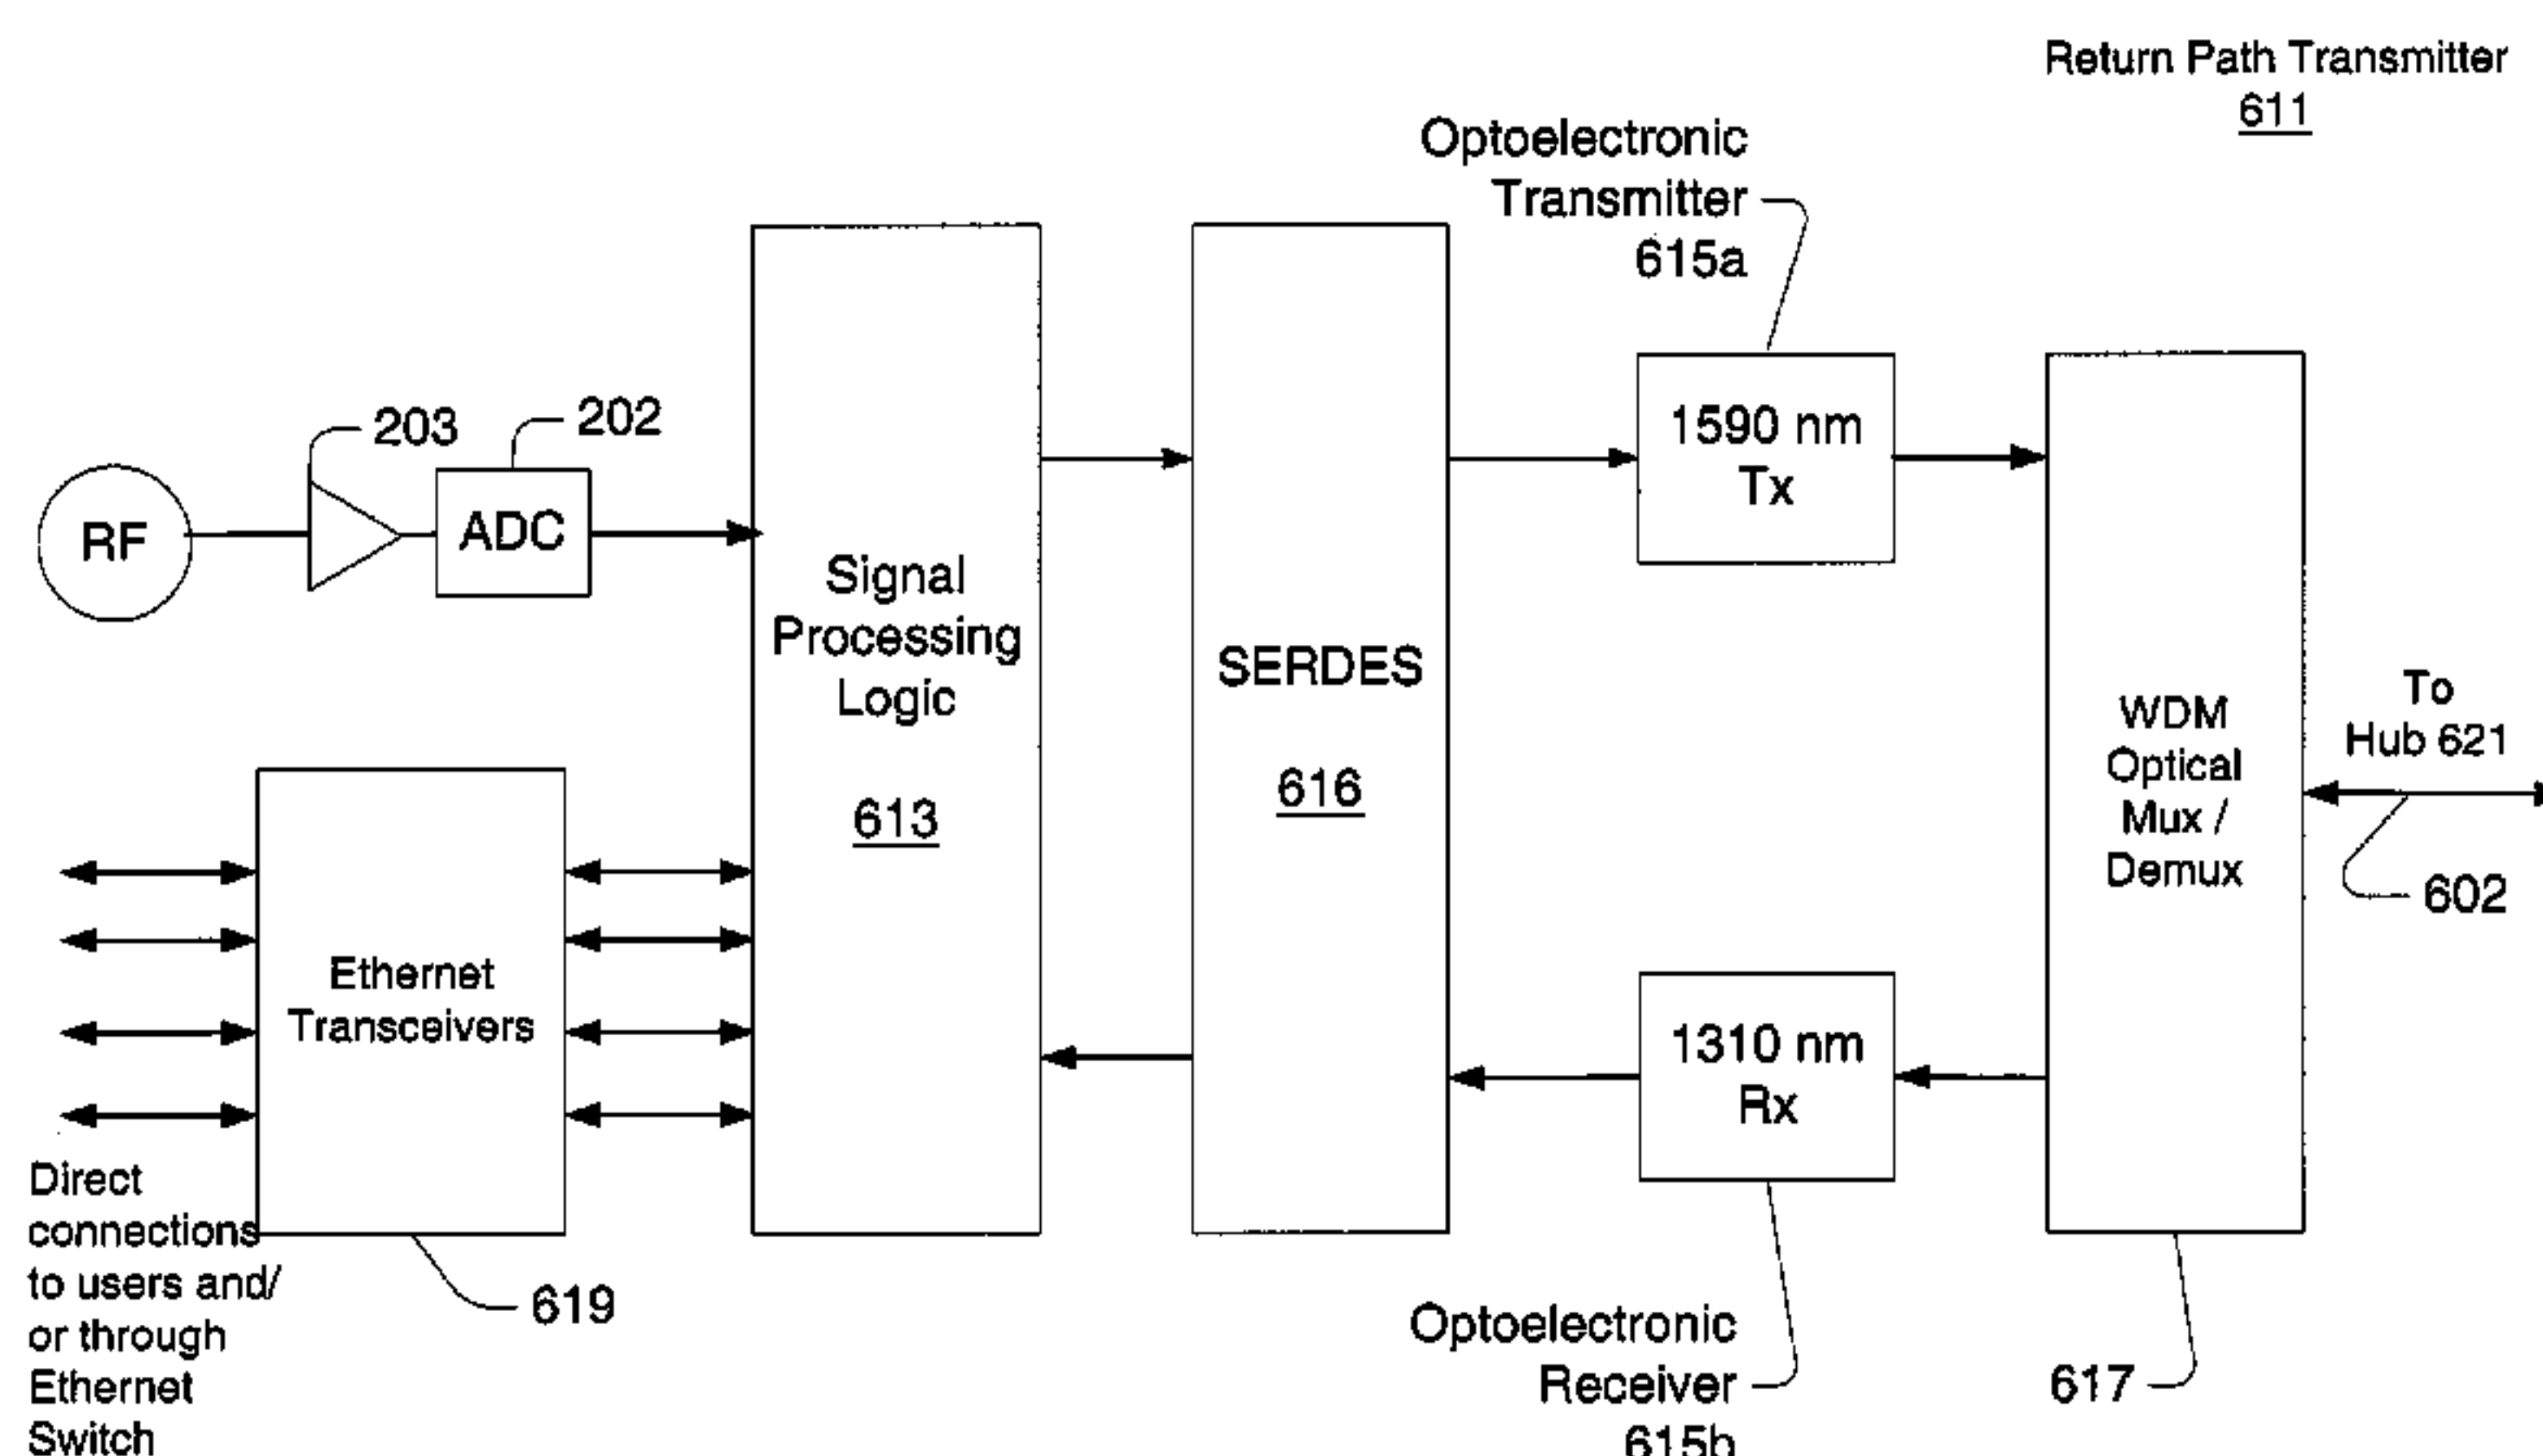 Return Path Transmitter
611
Optoelectronic
Transmitter
615a
203
202
RF
ADC
Signal
Processing
Logic
613
SERDES
616
1590 nm
Tx
WDM
Optical
Mux /
Demux
To
Hub 621
602
Ethernet
Transceivers
1310 nm
Rx
Direct
connections
to users and/
or through
Ethernet
Switch
619
Optoelectronic
Receiver
615b
617